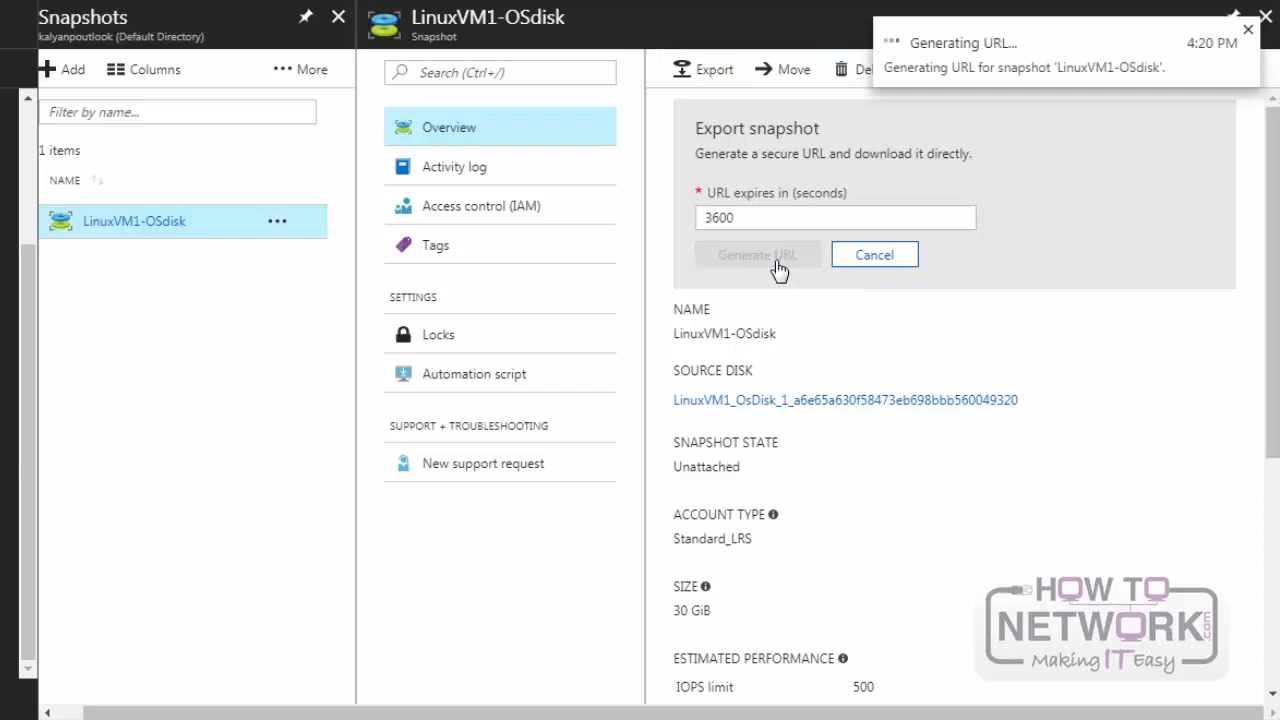 Snapshots
kalyanpoutlook (Default Directory)
Add
Columns
More
Filter by name...
1 items
NAME
LinuxVM1-OSdisk
LinuxVM1-OSdisk
Snapshot
Search (Ctrl+/)
Overview
Activity log
Access control (IAM)
Tags
SETTINGS
Locks
Automation script
SUPPORT + TROUBLESHOOTING
New support request
Export
Move
Generating URL...
4:20 PM
Generating URL for snapshot 'LinuxVM1-OSdisk'.
Export snapshot
Generate a secure URL and download it directly.
* URL expires in (seconds)
3600
Generate URL
Cancel
NAME
LinuxVM1-OSdisk
SOURCE DISK
LinuxVM1_OsDisk_1_a6e65a630f58473eb698bbb560049320
SNAPSHOT STATE
Unattached
ACCOUNT TYPE
Standard_LRS
SIZE
30 GiB
ESTIMATED PERFORMANCE
IOPS limit 500
HOW TO
NETWORK.com
Making IT Easy